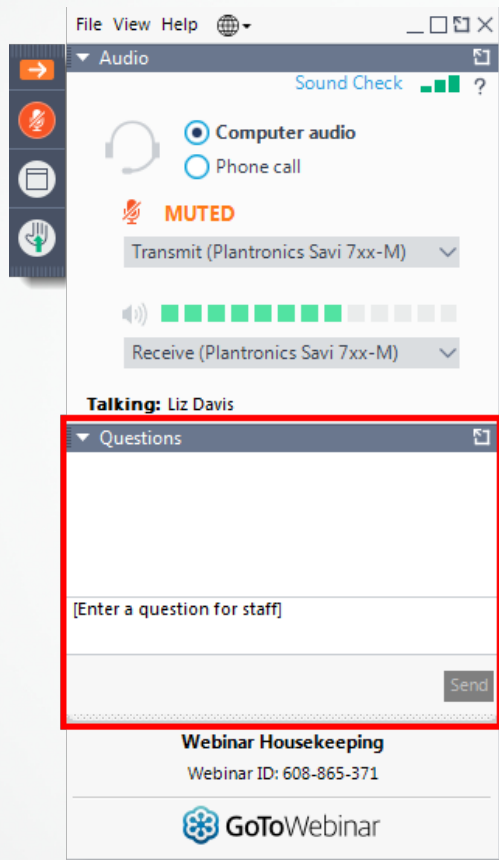 File View Help
Audio
Sound Check ?
Computer audio
Phone call
MUTED
Transmit (Plantronics Savi 7xx-M)
Receive (Plantronics Savi 7xx-M)
Talking: Liz Davis
Questions
[Enter a question for staff]
Send
Webinar Housekeeping
Webinar ID: 608-865-371
GoToWebinar